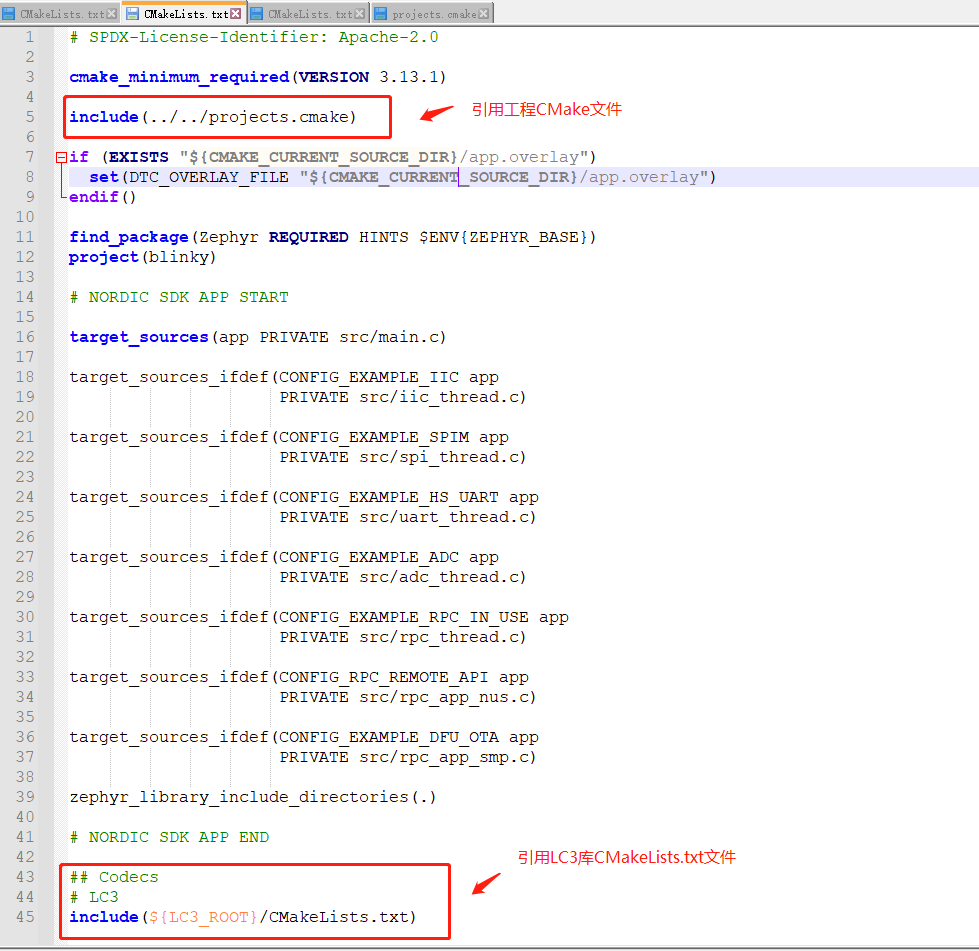 CMakeLists.txt CMakeLists.txt CMakeLists.txt projects.cmake
1 # SPDX-License-Identifier: Apache-2.0
2
3 cmake_minimum_required(VERSION 3.13.1)
4
5 include(../../projects.cmake) 引用工程CMake文件
6
7 if (EXISTS "${CMAKE_CURRENT_SOURCE_DIR}/app.overlay")
8 set(DTC_OVERLAY_FILE "${CMAKE_CURRENT_SOURCE_DIR}/app.overlay")
9 endif()
10
11 find_package(Zephyr REQUIRED HINTS $ENV{ZEPHYR_BASE})
12 project(blinky)
13
14 # NORDIC SDK APP START
15
16 target_sources(app PRIVATE src/main.c)
17
18 target_sources_ifdef(CONFIG_EXAMPLE_IIC app
19 PRIVATE src/iic_thread.c)
20
21 target_sources_ifdef(CONFIG_EXAMPLE_SPIM app
22 PRIVATE src/spi_thread.c)
23
24 target_sources_ifdef(CONFIG_EXAMPLE_HS_UART app
25 PRIVATE src/uart_thread.c)
26
27 target_sources_ifdef(CONFIG_EXAMPLE_ADC app
28 PRIVATE src/adc_thread.c)
29
30 target_sources_ifdef(CONFIG_EXAMPLE_RPC_IN_USE app
31 PRIVATE src/rpc_thread.c)
32
33 target_sources_ifdef(CONFIG_RPC_REMOTE_API app
34 PRIVATE src/rpc_app_nus.c)
35
36 target_sources_ifdef(CONFIG_EXAMPLE_DFU_OTA app
37 PRIVATE src/rpc_app_smp.c)
38
39 zephyr_library_include_directories(.)
40
41 # NORDIC SDK APP END
42
引用LC3库CMakeLists.txt文件
43 ## Codecs
44 # LC3
45 include(${LC3_ROOT}/CMakeLists.txt)